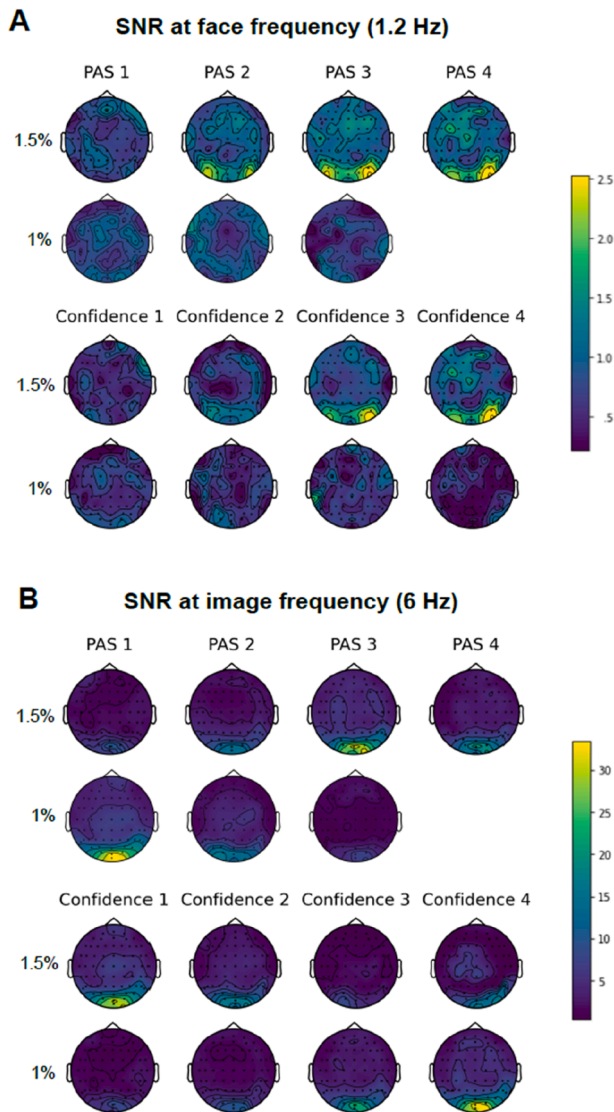 A
SNR at face frequency (1.2 Hz)
PAS 1 PAS 2 PAS 3 PAS 4
1.5%
2.5
2.0
1%
1.5
Confidence 1 Confidence 2 Confidence 3 Confidence 4
1.0
1.5%
.5
1%
B
SNR at image frequency (6 Hz)
PAS 1 PAS 2 PAS 3 PAS 4
1.5%
30
1%
25
20
Confidence 1 Confidence 2 Confidence 3 Confidence 4
15
1.5%
10
5
1%